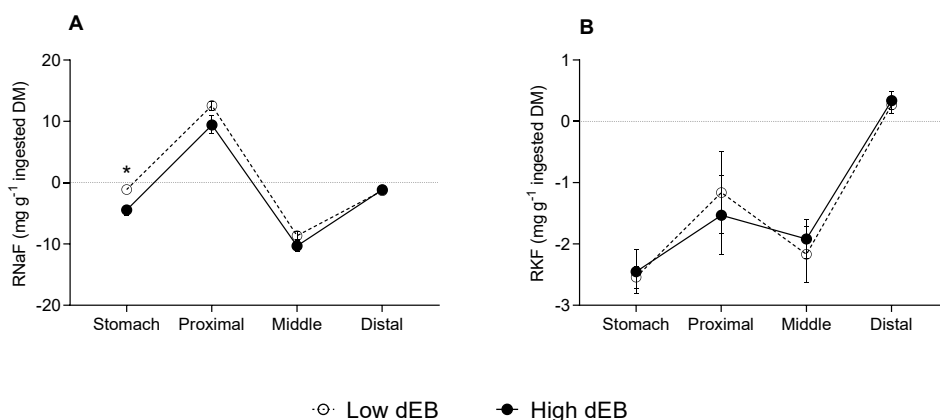 A
RNaF (mg g⁻¹ ingested DM)
20
10
0
-10
-20
*
Stomach Proximal Middle Distal
B
RKF (mg g⁻¹ ingested DM)
1
0
-1
-2
-3
Stomach Proximal Middle Distal
Low dEB High dEB